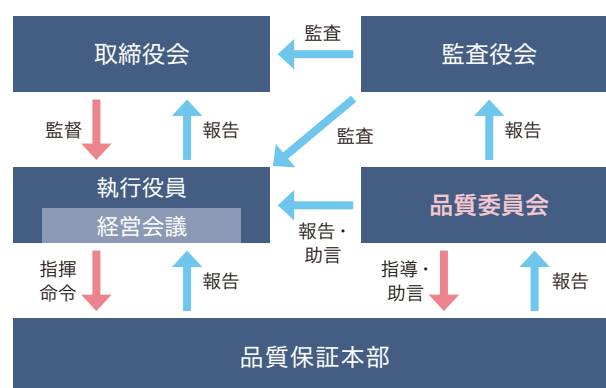 取締役会
監査
監査役会
監督
報告
監査
報告
執行役員
経営会議
報告・
助言
品質委員会
指揮
命令
報告
指導・
助言
報告
品質保証本部